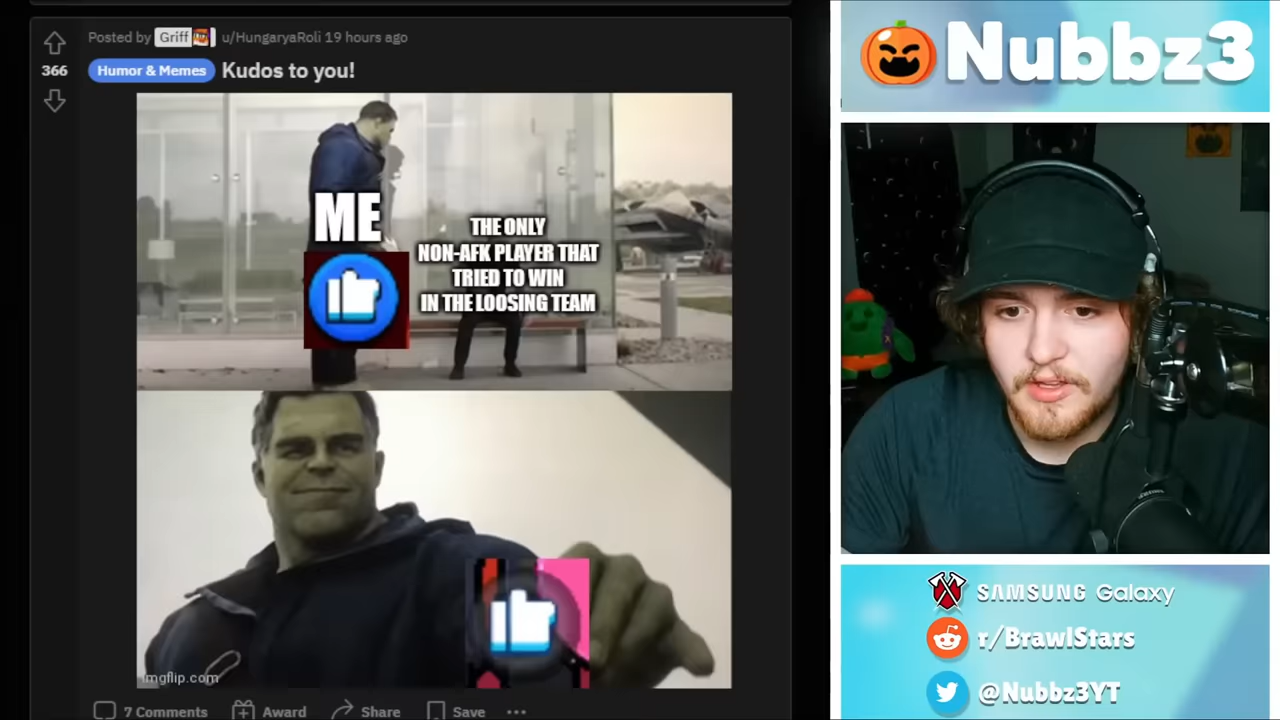 Posted by Griff u/HungaryaRoli 19 hours ago
366
Humor & Memes Kudos to you!
ME
THE ONLY
NON-AFK PLAYER THAT
TRIED TO WIN
IN THE LOOSING TEAM
imgflip.com
7 Comments Award Share Save
Nubbz3
SAMSUNG Galaxy
r/BrawlStars
@Nubbz3YT